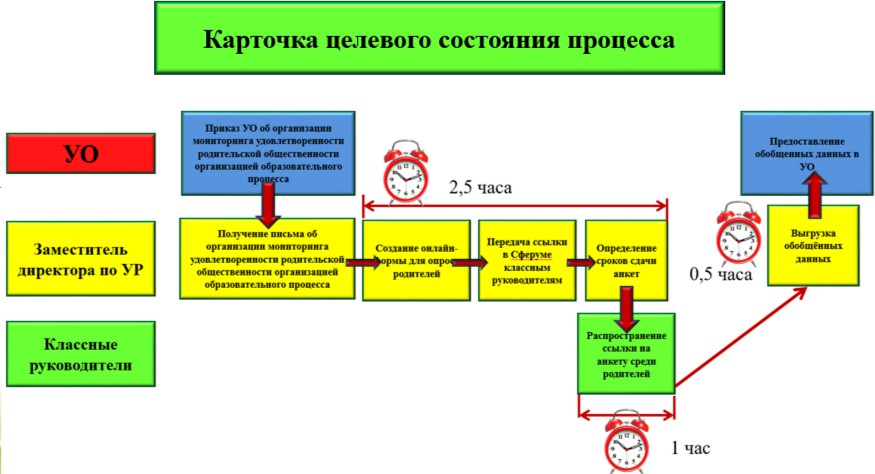 Карточка целевого состояния процесса
УО
Приказ УО об организации
мониторинга удовлетворенности
родительской общественности
организацией образовательного
процесса
2,5 часа
Предоставление
обобщенных данных в
УО
Заместитель
директора по УР
Получение письма об
организации мониторинга
удовлетворенности родительской
общественности организацией
образовательного процесса
Создание онлайн-
формы для опроса
родителей
Передача ссылки
в Сферуме
классным
руководителям
Определение
сроков сдачи
анкет
0,5 часа
Выгрузка
обобщённых
данных
Классные
руководители
Распространение
ссылки на
анкету среди
родителей
1 час